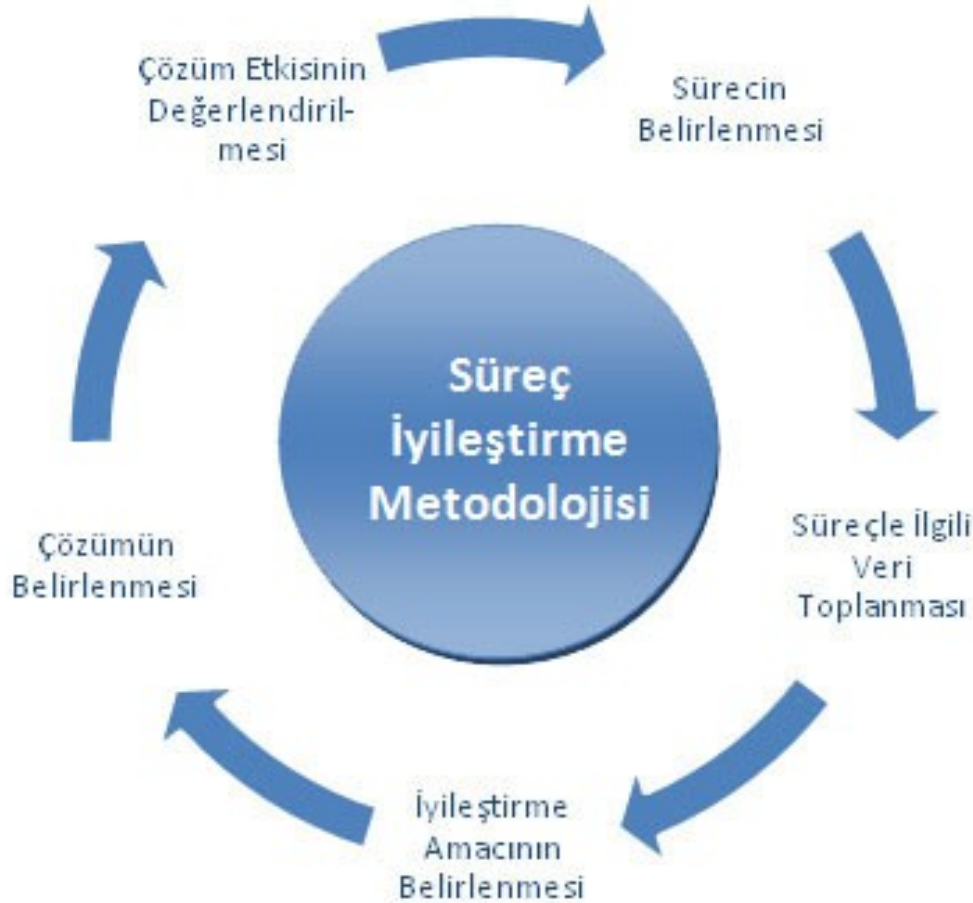 Çözüm Etkisinin
Değerlendiril-
mesi
Sürecin
Belirlenmesi
Süreç
İyileştirme
Metodolojisi
Süreçle İlgili
Veri
Toplanması
Çözümün
Belirlenmesi
İyileştirme
Amacının
Belirlenmesi